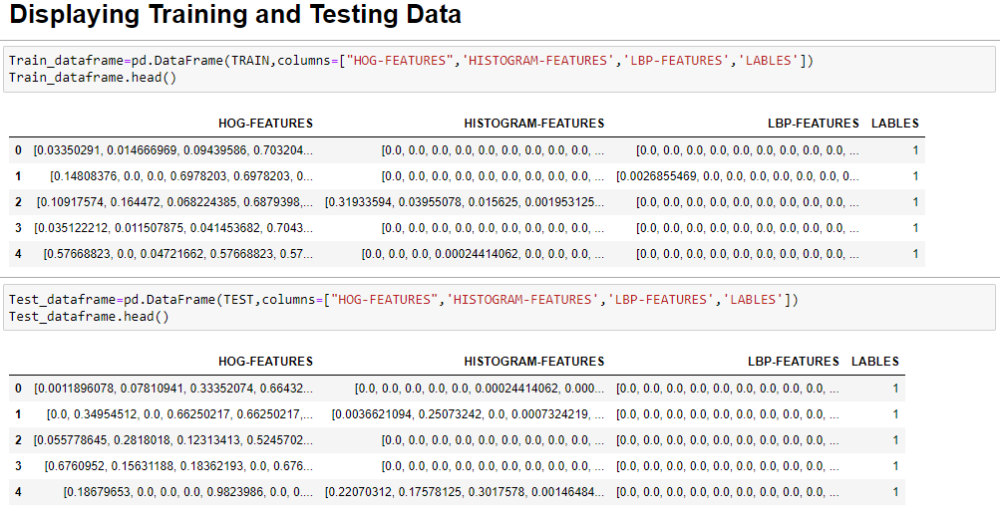 Displaying Training and Testing Data
Train_dataframe=pd.DataFrame(TRAIN,columns=["HOG-FEATURES",'HISTOGRAM-FEATURES','LBP-FEATURES','LABLES'])
Train_dataframe.head()
HOG-FEATURES HISTOGRAM-FEATURES LBP-FEATURES LABLES
0 [0.03350291, 0.014666969, 0.09439586, 0.703204... [0.0, 0.0, 0.0, 0.0, 0.0, 0.0, 0.0, 0.0, 0.0, ... [0.0, 0.0, 0.0, 0.0, 0.0, 0.0, 0.0, 0.0, 0.0, ... 1
1 [0.14808376, 0.0, 0.0, 0.6978203, 0.6978203, 0... [0.0, 0.0, 0.0, 0.0, 0.0, 0.0, 0.0, 0.0, 0.0, ... [0.0026855469, 0.0, 0.0, 0.0, 0.0, 0.0, 0.0, 0... 1
2 [0.10917574, 0.164472, 0.068224385, 0.6879398,... [0.31933594, 0.03955078, 0.015625, 0.001953125... [0.0, 0.0, 0.0, 0.0, 0.0, 0.0, 0.0, 0.0, 0.0, ... 1
3 [0.035122212, 0.011507875, 0.041453682, 0.7043... [0.0, 0.0, 0.0, 0.0, 0.0, 0.0, 0.0, 0.0, 0.0, ... [0.0, 0.0, 0.0, 0.0, 0.0, 0.0, 0.0, 0.0, 0.0, ... 1
4 [0.57668823, 0.0, 0.04721662, 0.57668823, 0.57... [0.0, 0.0, 0.0, 0.00024414062, 0.0, 0.0, 0.0, ... [0.0, 0.0, 0.0, 0.0, 0.0, 0.0, 0.0, 0.0, 0.0, ... 1
Test_dataframe=pd.DataFrame(TEST,columns=["HOG-FEATURES",'HISTOGRAM-FEATURES','LBP-FEATURES','LABLES'])
Test_dataframe.head()
HOG-FEATURES HISTOGRAM-FEATURES LBP-FEATURES LABLES
0 [0.0011896078, 0.07810941, 0.33352074, 0.66432... [0.0, 0.0, 0.0, 0.0, 0.0, 0.00024414062, 0.000... [0.0, 0.0, 0.0, 0.0, 0.0, 0.0, 0.0, 0.0, 0.0, ... 1
1 [0.0, 0.34954512, 0.0, 0.66250217, 0.66250217,... [0.0036621094, 0.25073242, 0.0, 0.0007324219, ... [0.0, 0.0, 0.0, 0.0, 0.0, 0.0, 0.0, 0.0, 0.0, ... 1
2 [0.055778645, 0.2818018, 0.12313413, 0.5245702... [0.0, 0.0, 0.0, 0.0, 0.0, 0.0, 0.0, 0.0, 0.0, ... [0.0, 0.0, 0.0, 0.0, 0.0, 0.0, 0.0, 0.0, 0.0, ... 1
3 [0.6760952, 0.15631188, 0.18362193, 0.0, 0.676... [0.0, 0.0, 0.0, 0.0, 0.0, 0.0, 0.0, 0.0, 0.0, ... [0.0, 0.0, 0.0, 0.0, 0.0, 0.0, 0.0, 0.0, 0.0, ... 1
4 [0.18679653, 0.0, 0.0, 0.0, 0.9823986, 0.0, 0.0.... [0.22070312, 0.17578125, 0.3017578, 0.00146484... [0.0, 0.0, 0.0, 0.0, 0.0, 0.0, 0.0, 0.0, 0.0, ... 1